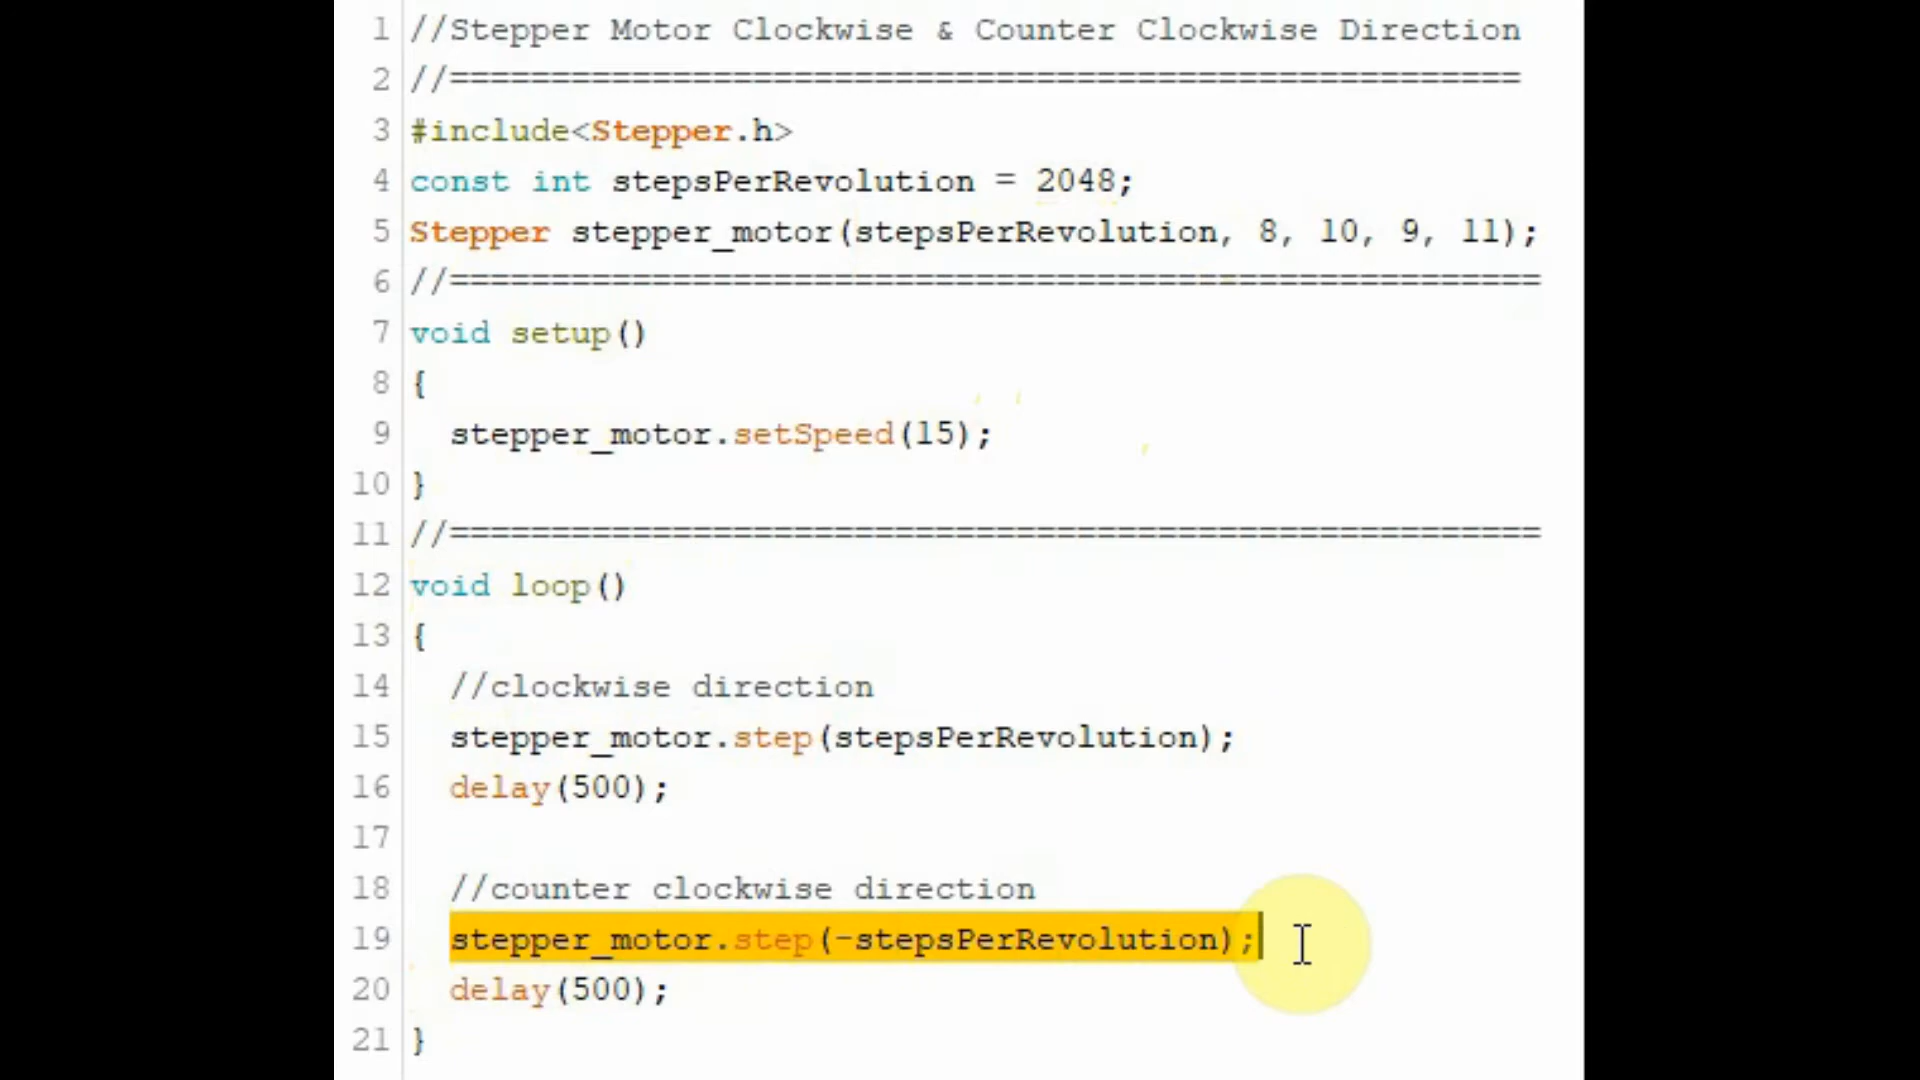 1 //Stepper Motor Clockwise & Counter Clockwise Direction
2 //=====================================================
3 #include<Stepper.h>
4 const int stepsPerRevolution = 2048;
5 Stepper stepper_motor(stepsPerRevolution, 8, 10, 9, 11);
6 //======================================================
7 void setup()
8 {
9   stepper_motor.setSpeed(15);
10 }
11 //======================================================
12 void loop()
13 {
14   //clockwise direction
15   stepper_motor.step(stepsPerRevolution);
16   delay(500);
17
18   //counter clockwise direction
19   stepper_motor.step(-stepsPerRevolution);
20   delay(500);
21 }